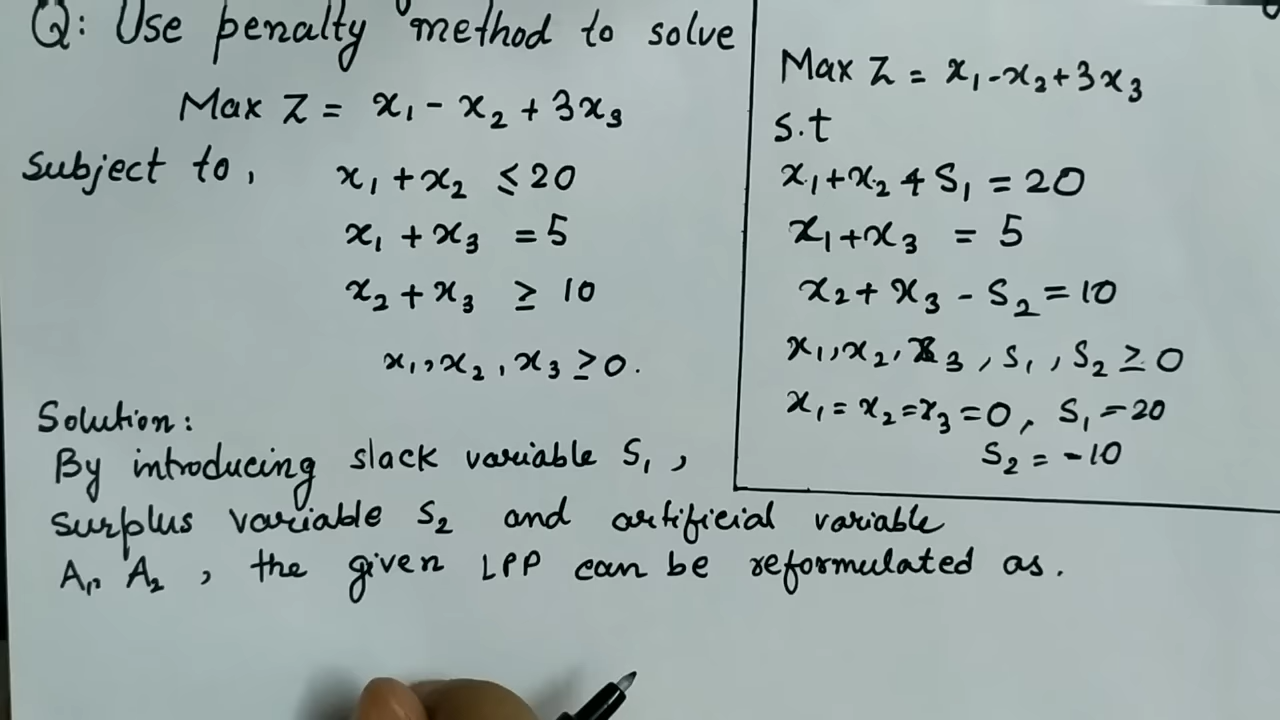 Q: Use penalty method to solve
Max Z = x₁ - x₂ + 3x₃
Subject to, x₁ + x₂ ≤ 20
x₁ + x₃ = 5
x₂ + x₃ ≥ 10
x₁, x₂, x₃ ≥ 0.
Solution:
By introducing slack variable S₁,
surplus variable S₂ and artificial variable
A₁, A₂, the given LPP can be reformulated as.
Max Z = x₁ - x₂ + 3x₃
s.t
x₁ + x₂ + S₁ = 20
x₁ + x₃ = 5
x₂ + x₃ - S₂ = 10
x₁, x₂, x₃, S₁, S₂ ≥ 0
x₁ = x₂ = x₃ = 0, S₁ = 20
S₂ = -10